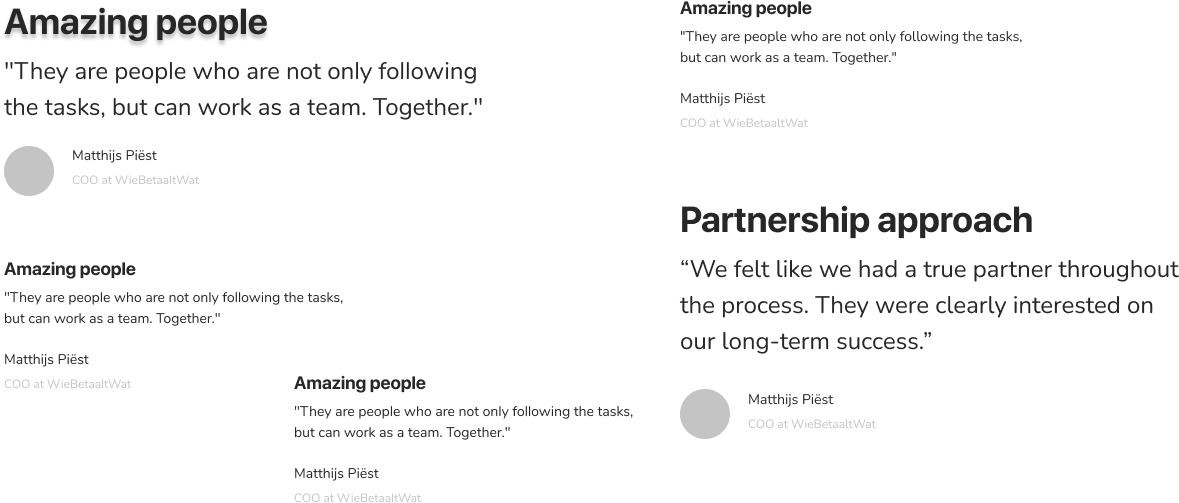 Amazing people
"They are people who are not only following
the tasks, but can work as a team. Together."
Matthijs Piëst
COO at WieBetaaltWat
Amazing people
"They are people who are not only following the tasks,
but can work as a team. Together."
Matthijs Piëst
COO at WieBetaaltWat
Amazing people
"They are people who are not only following the tasks,
but can work as a team. Together."
Matthijs Piëst
COO at WieBetaaltWat
Amazing people
"They are people who are not only following the tasks,
but can work as a team. Together."
Matthijs Piëst
COO at WieBetaaltWat
Partnership approach
“We felt like we had a true partner throughout
the process. They were clearly interested on
our long-term success.”
Matthijs Piëst
COO at WieBetaaltWat